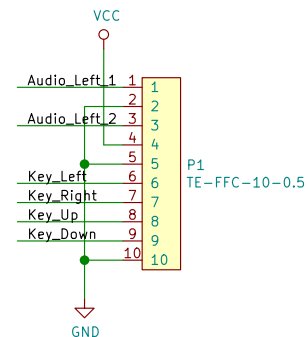 VCC
Audio_Left_1 1 1
2 2
Audio_Left_2 3 3
4 4
5 5
Key_Left 6 6
Key_Right 7 7
Key_Up 8 8
Key_Down 9 9
10 10
P1
TE-FFC-10-0.5
GND